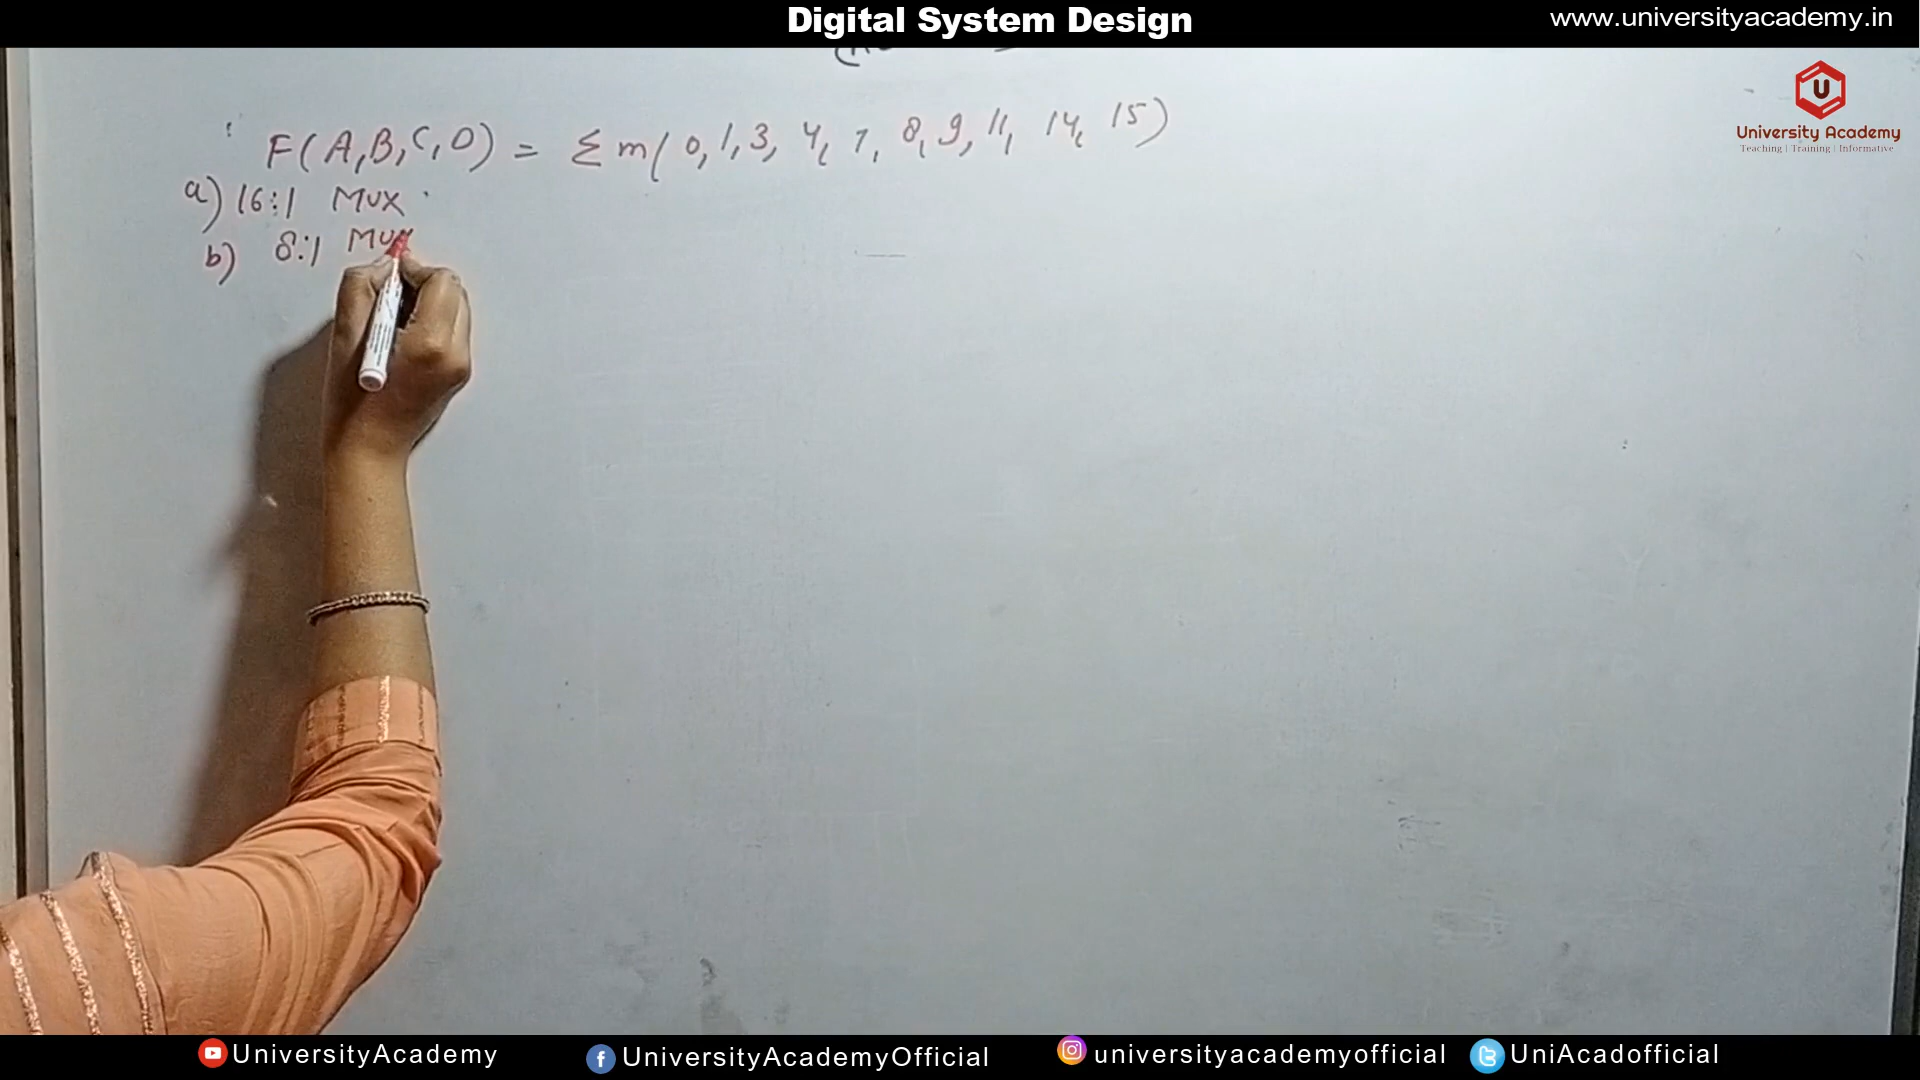 Digital System Design
www.universityacademy.in
U
University Academy
Teaching | Training | Informative
F(A,B,C,D) = Σm(0,1,3,4,7,8,9,11,14,15)
a) 16:1 MUX
b) 8:1 MUX
UniversityAcademy
UniversityAcademyOfficial
universityacademyofficial
UniAcadofficial